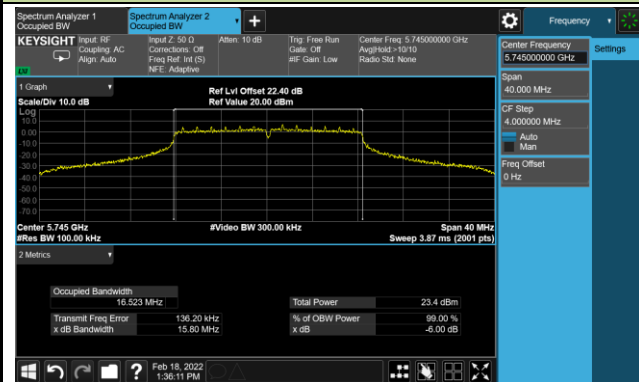 Spectrum Analyzer 1
Occupied BW
Spectrum Analyzer 2
Occupied BW
Frequency
KEYSIGHT
Input: RF
Coupling: AC
Align: Auto
Input Z: 50 Ω
Corrections: Off
Freq Ref: Int (S)
NFE: Adaptive
Atten: 10 dB
Trig: Free Run
Gate: Off
#IF Gain: Low
Center Freq: 5.745000000 GHz
Avg|Hold:>10/10
Radio Std: None
Center Frequency
5.745000000 GHz
Settings
Span
40.000 MHz
CF Step
4.000000 MHz
Auto
Man
Freq Offset
0 Hz
1 Graph
Scale/Div 10.0 dB
Ref Lvl Offset 22.40 dB
Ref Value 20.00 dBm
Log
10.0
0.00
-10.0
-20.0
-30.0
-40.0
-50.0
-60.0
-70.0
Center 5.745 GHz
#Video BW 300.00 kHz
Span 40 MHz
#Res BW 100.00 kHz
Sweep 3.87 ms (2001 pts)
2 Metrics
Occupied Bandwidth
16.523 MHz
Total Power
23.4 dBm
Transmit Freq Error
136.20 kHz
% of OBW Power
99.00 %
x dB Bandwidth
15.80 MHz
x dB
-6.00 dB
Feb 18, 2022
1:36:11 PM